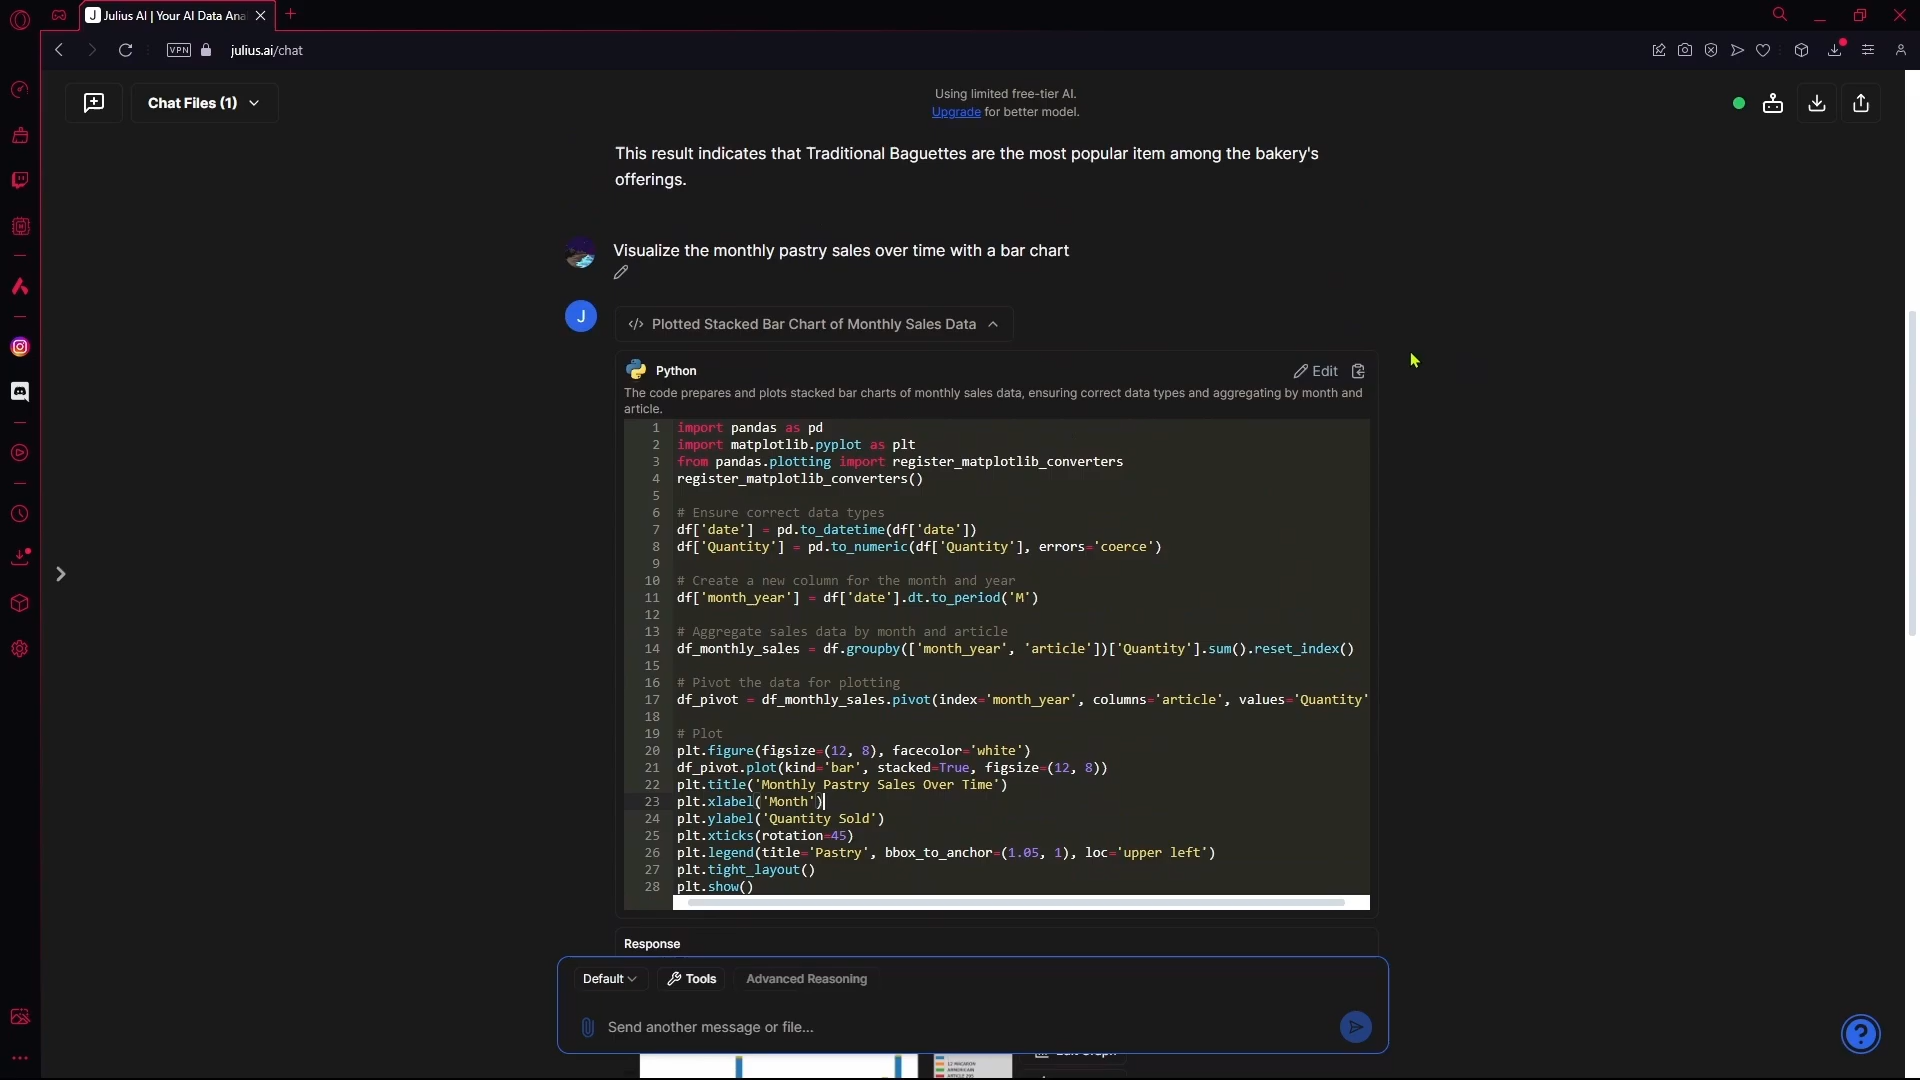 Julius AI | Your AI Data Ana
VPN
julius.ai/chat
Chat Files (1)
Using limited free-tier AI.
Upgrade for better model.
This result indicates that Traditional Baguettes are the most popular item among the bakery's
offerings.
Visualize the monthly pastry sales over time with a bar chart
J
</> Plotted Stacked Bar Chart of Monthly Sales Data
Python
Edit
The code prepares and plots stacked bar charts of monthly sales data, ensuring correct data types and aggregating by month and
article.
1 import pandas as pd
2 import matplotlib.pyplot as plt
3 from pandas.plotting import register_matplotlib_converters
4 register_matplotlib_converters()
5
6 # Ensure correct data types
7 df['date'] = pd.to_datetime(df['date'])
8 df['Quantity'] = pd.to_numeric(df['Quantity'], errors='coerce')
9
10 # Create a new column for the month and year
11 df['month_year'] = df['date'].dt.to_period('M')
12
13 # Aggregate sales data by month and article
14 df_monthly_sales = df.groupby(['month_year', 'article'])['Quantity'].sum().reset_index()
15
16 # Pivot the data for plotting
17 df_pivot = df_monthly_sales.pivot(index='month_year', columns='article', values='Quantity'
18
19 # Plot
20 plt.figure(figsize=(12, 8), facecolor='white')
21 df_pivot.plot(kind='bar', stacked=True, figsize=(12, 8))
22 plt.title('Monthly Pastry Sales Over Time')
23 plt.xlabel('Month')
24 plt.ylabel('Quantity Sold')
25 plt.xticks(rotation=45)
26 plt.legend(title='Pastry', bbox_to_anchor=(1.05, 1), loc='upper left')
27 plt.tight_layout()
28 plt.show()
Response
Default
Tools
Advanced Reasoning
Send another message or file...
12 MACARON